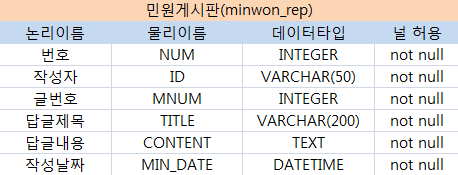 민원게시판(minwon_rep)
논리이름 물리이름 데이터타입 널 허용
번호 NUM INTEGER not null
작성자 ID VARCHAR(50) not null
글번호 MNUM INTEGER not null
답글제목 TITLE VARCHAR(200) not null
답글내용 CONTENT TEXT not null
작성날짜 MIN_DATE DATETIME not null